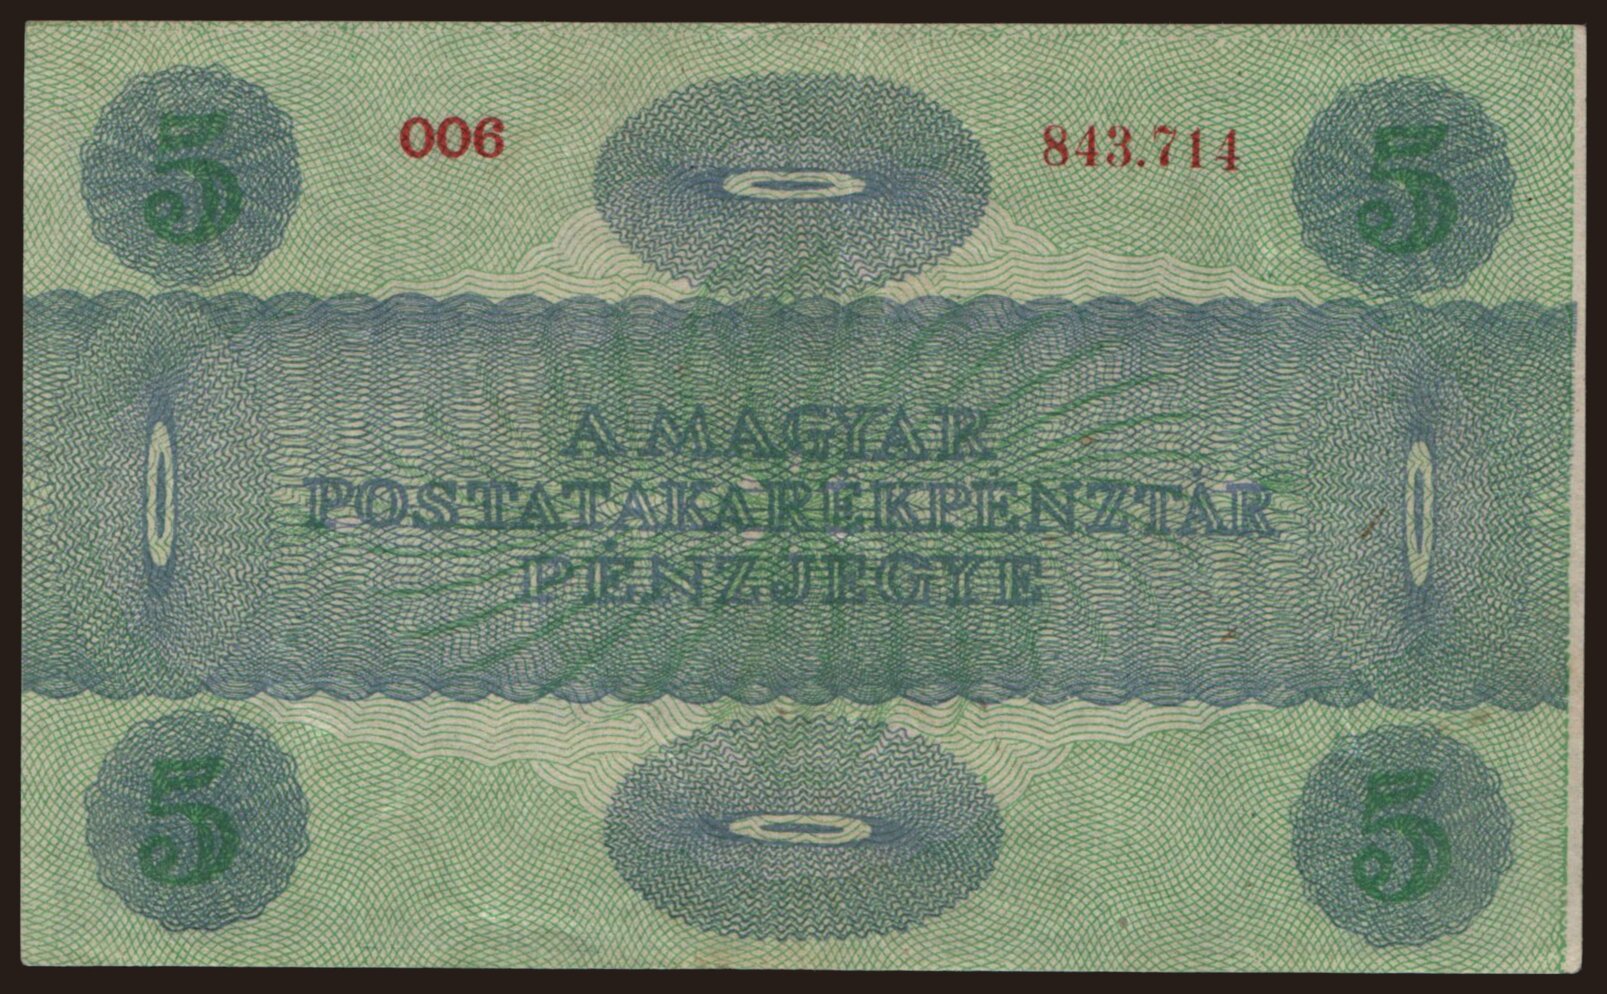 5 006 843.714 5
A MAGYAR
POSTATAKARÉKPÉNZTÁR
PÉNZJEGYE
5 5